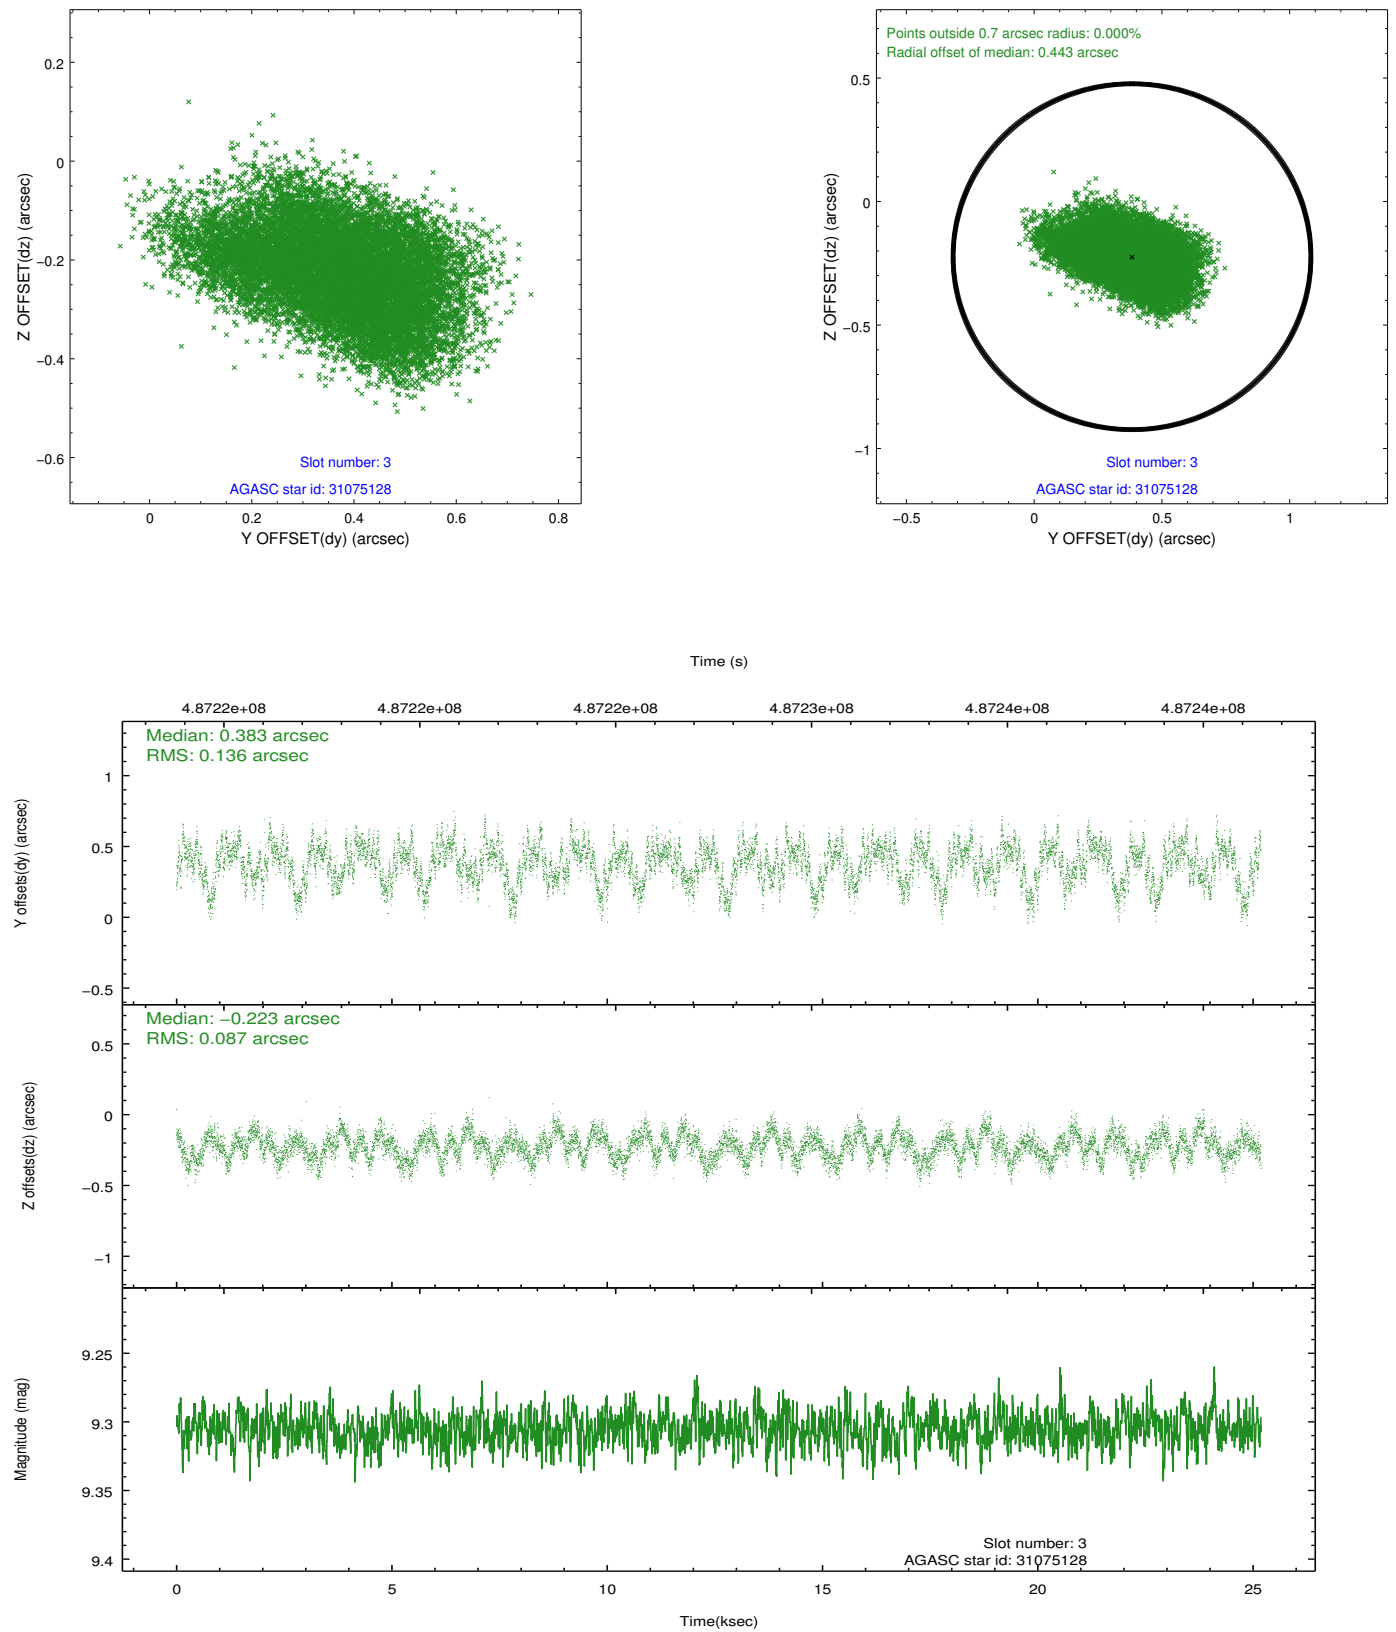 0.2
0
−0.2
−0.4
−0.6
Z OFFSET(dz) (arcsec)
Slot number: 3
AGASC star id: 31075128
0 0.2 0.4 0.6 0.8
Y OFFSET(dy) (arcsec)
Points outside 0.7 arcsec radius: 0.000%
Radial offset of median: 0.443 arcsec
0.5
0
−0.5
−1
Z OFFSET(dz) (arcsec)
Slot number: 3
AGASC star id: 31075128
−0.5 0 0.5 1
Y OFFSET(dy) (arcsec)
Time (s)
4.8722e+08 4.8722e+08 4.8722e+08 4.8723e+08 4.8724e+08 4.8724e+08
Median: 0.383 arcsec
RMS: 0.136 arcsec
1
0.5
0
−0.5
Y offsets(dy) (arcsec)
Median: −0.223 arcsec
RMS: 0.087 arcsec
0.5
0
−0.5
−1
Z offsets(dz) (arcsec)
9.25
9.3
9.35
9.4
Magnitude (mag)
Slot number: 3
AGASC star id: 31075128
0 5 10 15 20 25
Time(ksec)